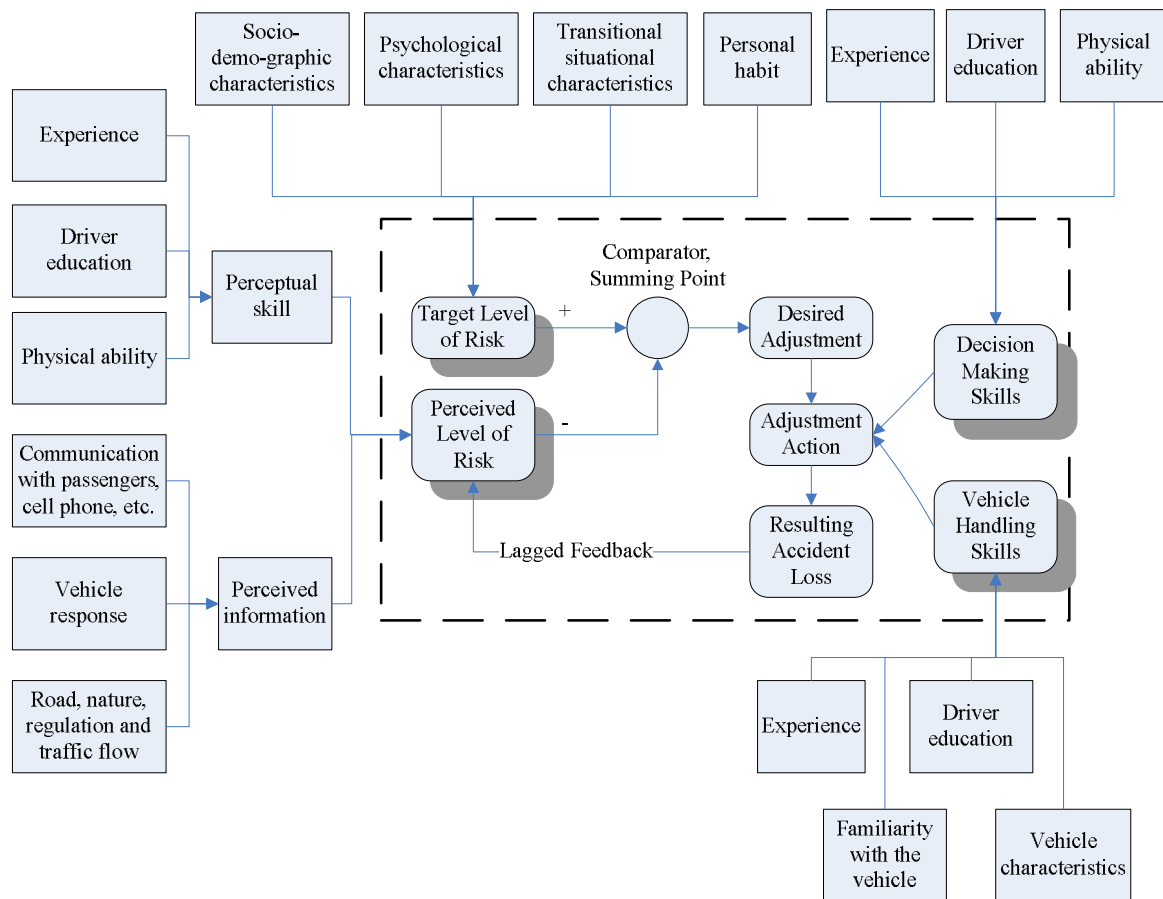 Socio-
demo-graphic
characteristics
Psychological
characteristics
Transitional
situational
characteristics
Personal
habit
Experience
Driver
education
Physical
ability
Experience
Driver
education
Physical ability
Perceptual
skill
Communication
with passengers,
cell phone, etc.
Vehicle
response
Road, nature,
regulation and
traffic flow
Perceived
information
Comparator,
Summing Point
Target Level
of Risk
+
Desired
Adjustment
Decision
Making
Skills
Perceived
Level of
Risk
-
Adjustment
Action
Vehicle
Handling
Skills
Resulting
Accident
Loss
Lagged Feedback
Experience
Driver
education
Familiarity
with the
vehicle
Vehicle
characteristics